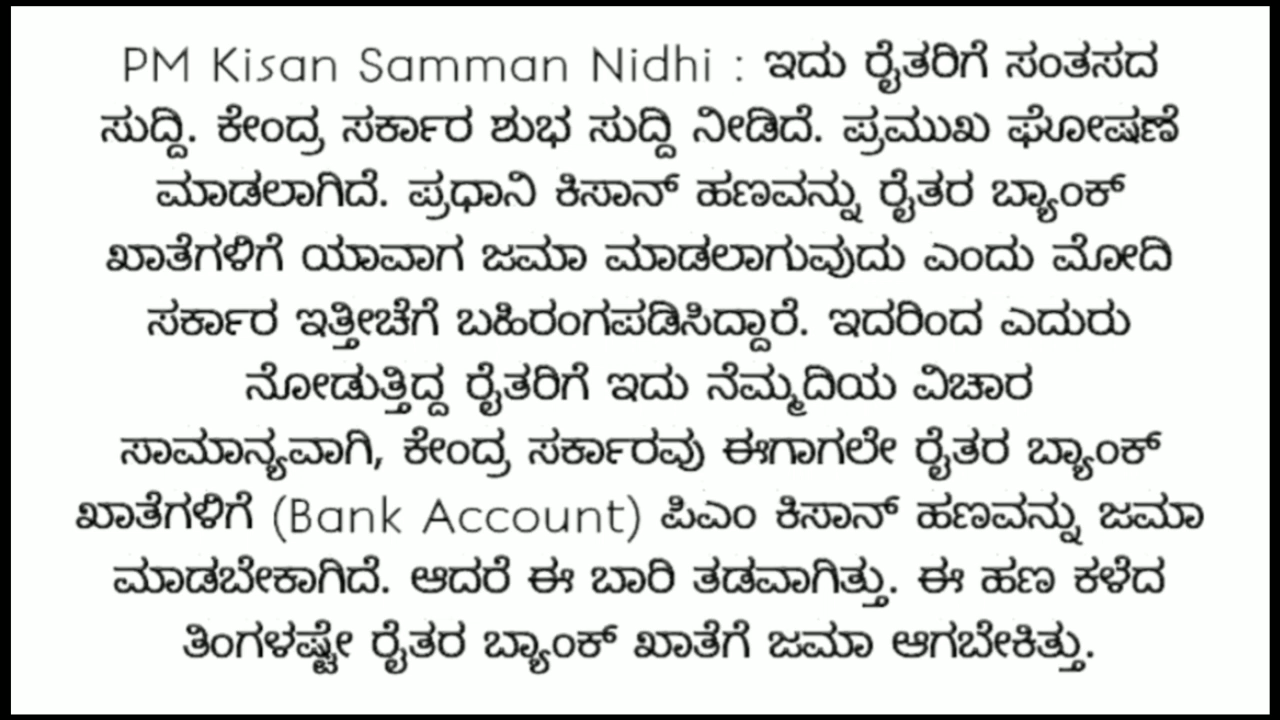 PM Kisan Samman Nidhi : ಇದು ರೈತರಿಗೆ ಸಂತಸದ
ಸುದ್ದಿ. ಕೇಂದ್ರ ಸರ್ಕಾರ ಶುಭ ಸುದ್ದಿ ನೀಡಿದೆ. ಪ್ರಮುಖ ಘೋಷಣೆ
ಮಾಡಲಾಗಿದೆ. ಪ್ರಧಾನಿ ಕಿಸಾನ್ ಹಣವನ್ನು ರೈತರ ಬ್ಯಾಂಕ್
ಖಾತೆಗಳಿಗೆ ಯಾವಾಗ ಜಮಾ ಮಾಡಲಾಗುವುದು ಎಂದು ಮೋದಿ
ಸರ್ಕಾರ ಇತ್ತೀಚೆಗೆ ಬಹಿರಂಗಪಡಿಸಿದ್ದಾರೆ. ಇದರಿಂದ ಎದುರು
ನೋಡುತ್ತಿದ್ದ ರೈತರಿಗೆ ಇದು ನೆಮ್ಮದಿಯ ವಿಚಾರ
ಸಾಮಾನ್ಯವಾಗಿ, ಕೇಂದ್ರ ಸರ್ಕಾರವು ಈಗಾಗಲೇ ರೈತರ ಬ್ಯಾಂಕ್
ಖಾತೆಗಳಿಗೆ (Bank Account) ಪಿಎಂ ಕಿಸಾನ್ ಹಣವನ್ನು ಜಮಾ
ಮಾಡಬೇಕಾಗಿದೆ. ಆದರೆ ಈ ಬಾರಿ ತಡವಾಗಿತ್ತು. ಈ ಹಣ ಕಳೆದ
ತಿಂಗಳಷ್ಟೇ ರೈತರ ಬ್ಯಾಂಕ್ ಖಾತೆಗೆ ಜಮಾ ಆಗಬೇಕಿತ್ತು.